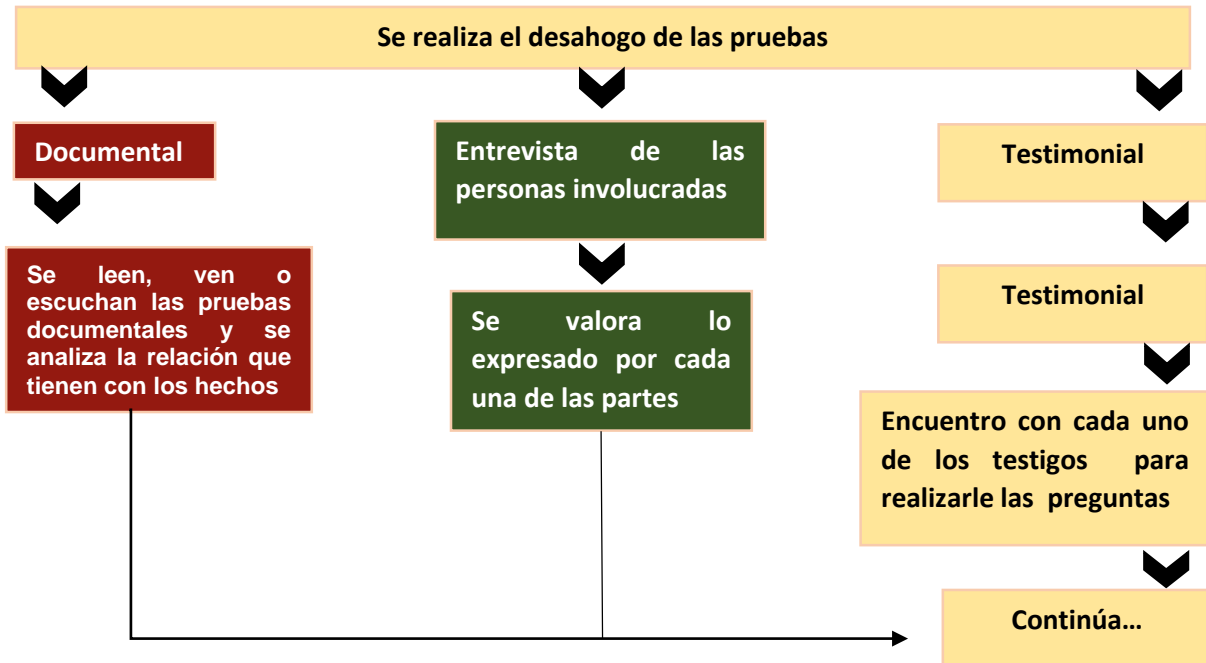 Se realiza el desahogo de las pruebas
Documental
Entrevista de las
personas involucradas
Testimonial
Se leen, ven o
escuchan las pruebas
documentales y se
analiza la relación que
tienen con los hechos
Se valora lo
expresado por cada
una de las partes
Testimonial
Encuentro con cada uno
de los testigos para
realizarle las preguntas
Continúa...